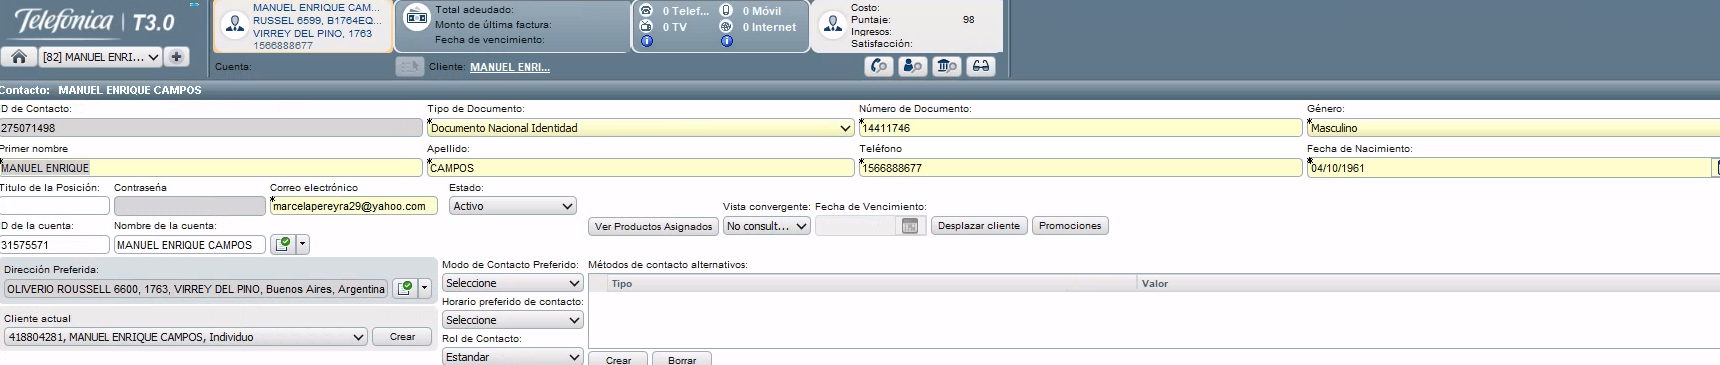 Telefónica | T3.0
MANUEL ENRIQUE CAM...
RUSSEL 6599, B1764EQ...
VIRREY DEL PINO, 1763
1566888677
Total adeudado:
Monto de última factura:
Fecha de vencimiento:
0 Telef... 0 Móvil
0 TV 0 Internet
Costo:
Puntaje: 98
Ingresos:
Satisfacción:
[82] MANUEL ENRI...
Cuenta: Cliente: MANUEL ENRI...
Contacto: MANUEL ENRIQUE CAMPOS
ID de Contacto: Tipo de Documento: Número de Documento: Género:
275071498 *Documento Nacional Identidad *14411746 *Masculino
Primer nombre Apellido: Teléfono Fecha de Nacimiento:
*MANUEL ENRIQUE *CAMPOS *1566888677 *04/10/1961
Titulo de la Posición: Contraseña Correo electrónico Estado:
*marcelapereyra29@yahoo.com Activo
Vista convergente: Fecha de Vencimiento:
Ver Productos Asignados No consult... Desplazar cliente Promociones
ID de la cuenta: Nombre de la cuenta:
31575571 MANUEL ENRIQUE CAMPOS
Dirección Preferida:
OLIVERIO ROUSSELL 6600, 1763, VIRREY DEL PINO, Buenos Aires, Argentina
Cliente actual
418804281, MANUEL ENRIQUE CAMPOS, Individuo Crear
Modo de Contacto Preferido:
Seleccione
Horario preferido de contacto:
Seleccione
Rol de Contacto:
Estandar
Métodos de contacto alternativos:
Tipo Valor
Crear Borrar